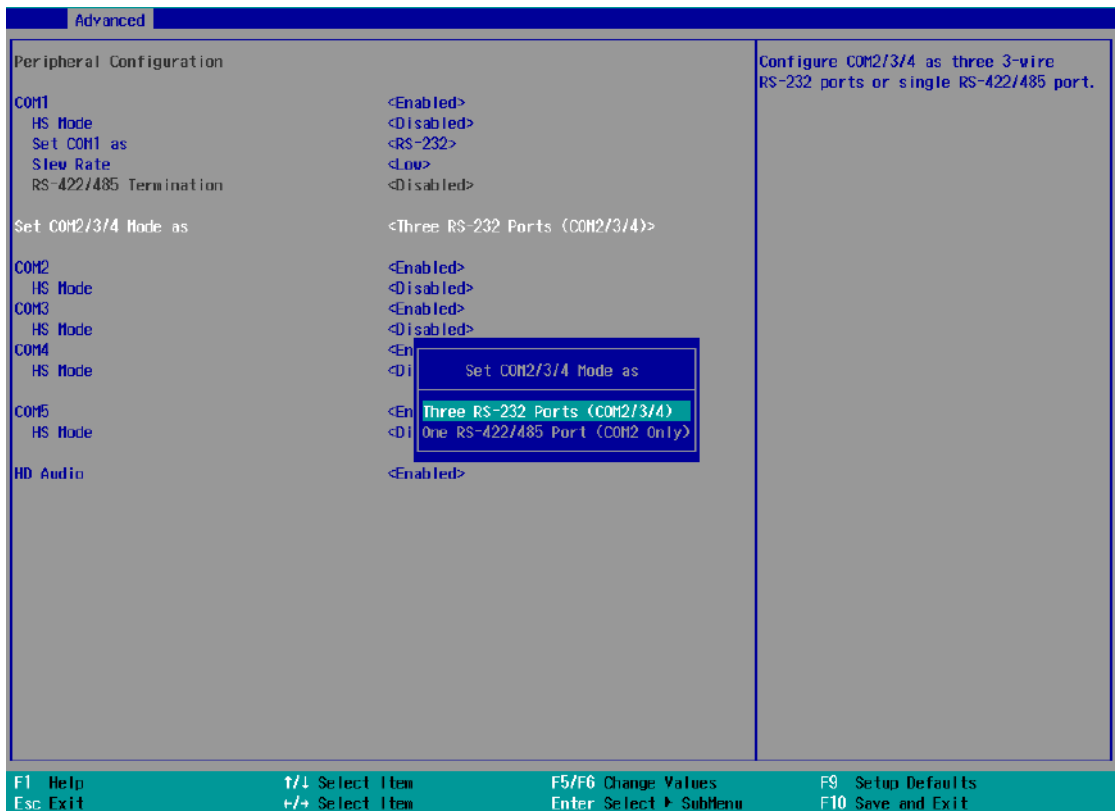 Advanced
Peripheral Configuration
COM1 <Enabled>
HS Mode <Disabled>
Set COM1 as <RS-232>
Slew Rate <Low>
RS-422/485 Termination <Disabled>
Set COM2/3/4 Mode as <Three RS-232 Ports (COM2/3/4)>
COM2 <Enabled>
HS Mode <Disabled>
COM3 <Enabled>
HS Mode <Disabled>
COM4 <En
HS Mode <Di
COM5 <En
HS Mode <Di
HD Audio <Enabled>
Set COM2/3/4 Mode as
Three RS-232 Ports (COM2/3/4)
One RS-422/485 Port (COM2 Only)
Configure COM2/3/4 as three 3-wire
RS-232 ports or single RS-422/485 port.
F1 Help ↑/↓ Select Item F5/F6 Change Values F9 Setup Defaults
Esc Exit ←/→ Select Item Enter Select ▶ SubMenu F10 Save and Exit